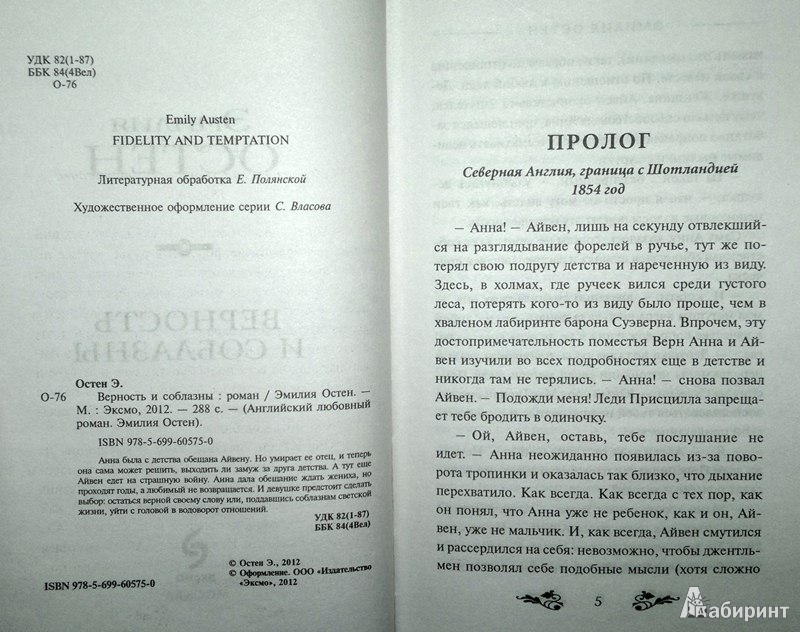 УДК 82(1-87)
ББК 84(4Вел)
О-76
Emily Austen
FIDELITY AND TEMPTATION
Литературная обработка Е. Полянской
Художественное оформление серии С. Власова
Остен Э.
О-76 Верность и соблазны : роман / Эмилия Остен. —
М. : Эксмо, 2012. — 288 с. — (Английский любовный
роман. Эмилия Остен).
ISBN 978-5-699-60575-0
Анна была с детства обещана Айвену. Но умирает ее отец, и теперь
она сама может решить, выходить ли замуж за друга детства. А тут еще
Айвен едет на страшную войну. Анна дала обещание ждать жениха, но
проходят годы, а любимый не возвращается. И девушке предстоит сделать
выбор: остаться верной своему слову или, поддавшись соблазнам светской
жизни, уйти с головой в водоворот отношений.
УДК 82(1-87)
ББК 84(4Вел)
© Остен Э., 2012
© Оформление. ООО «Издательство
«Эксмо», 2012
ISBN 978-5-699-60575-0
ПРОЛОГ
Северная Англия, граница с Шотландией
1854 год
— Анна! — Айвен, лишь на секунду отвлекший-
ся на разглядывание форелей в ручье, тут же по-
терял свою подругу детства и нареченную из виду.
Здесь, в холмах, где ручеек вился среди густого
леса, потерять кого-то из виду было проще, чем в
хваленом лабиринте барона Суэверна. Впрочем, эту
достопримечательность поместья Верн Анна и Ай-
вен изучили во всех подробностях еще в детстве и
никогда там не терялись. — Анна! — снова позвал
Айвен. — Подожди меня! Леди Присцилла запреща-
ет тебе бродить в одиночку.
— Ой, Айвен, оставь, тебе послушание не
идет. — Анна неожиданно появилась из-за пово-
рота тропинки и оказалась так близко, что дыхание
перехватило. Как всегда. Как всегда с тех пор, как
он понял, что Анна уже не ребенок, как и он, Ай-
вен, уже не мальчик. И, как всегда, Айвен смутился
и рассердился на себя: невозможно, чтобы джентль-
мен позволял себе подобные мысли (хотя сложно
5
Лабиринт